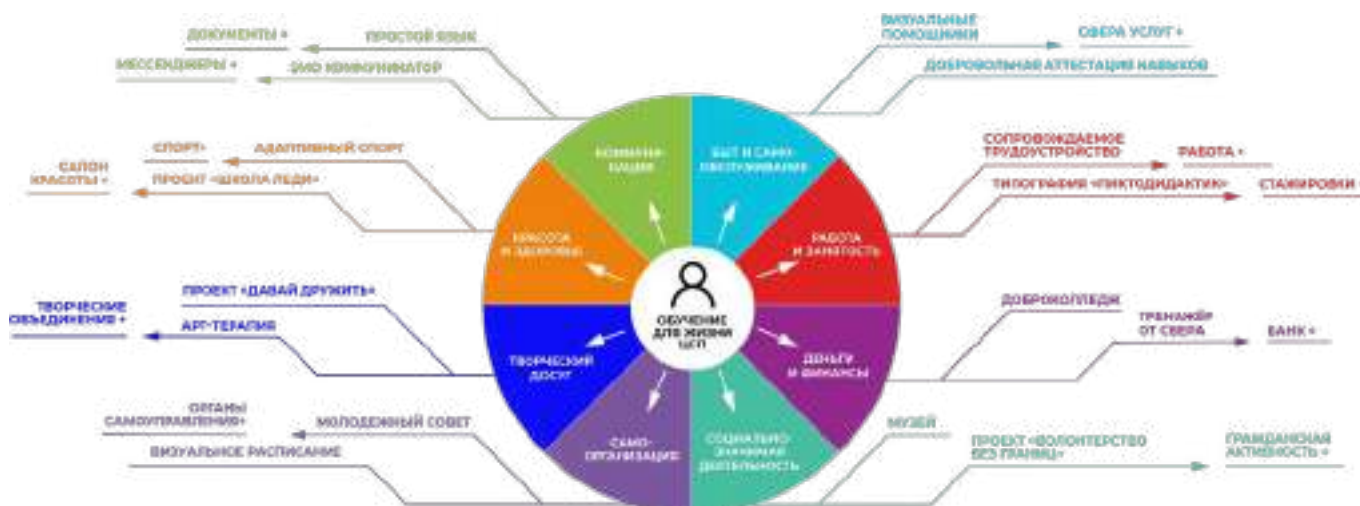 ДОКУМЕНТЫ +
ПРОСТОЙ ЯЗЫК
МЕССЕНДЖЕРЫ +
ЭМО КОММУНИКАТОР
ВИЗУАЛЬНЫЕ
ПОМОЩНИКИ
СФЕРА УСЛУГ +
ДОБРОВОЛЬНАЯ АТТЕСТАЦИЯ НАВЫКОВ
СПОРТ+
АДАПТИВНЫЙ СПОРТ
САЛОН
КРАСОТЫ +
ПРОЕКТ «ШКОЛА ЛЕДИ»
СОПРОВОЖДАЕМОЕ
ТРУДОУСТРОЙСТВО
РАБОТА +
ТИПОГРАФИЯ «ПИКТОДИДАКТИК»
СТАЖИРОВКИ +
КОММУНИ-
КАЦИЯ
БЫТ И САМО-
ОБСЛУЖИВАНИЕ
КРАСОТА
И ЗДОРОВЬЕ
РАБОТА
И ЗАНЯТОСТЬ
ОБУЧЕНИЕ
ДЛЯ ЖИЗНИ
ЦСП
ТВОРЧЕСКИЙ
ДОСУГ
ДЕНЬГИ
И ФИНАНСЫ
САМО-
ОРГАНИЗАЦИЯ
СОЦИАЛЬНО-
ЗНАЧИМАЯ
ДЕЯТЕЛЬНОСТЬ
ПРОЕКТ «ДАВАЙ ДРУЖИТЬ»
ТВОРЧЕСКИЕ
ОБЪЕДИНЕНИЯ +
АРТ-ТЕРАПИЯ
ДОБРОКОЛЛЕДЖ
ТРЕНАЖЁР
ОТ СБЕРА
БАНК +
ОРГАНЫ
САМОУПРАВЛЕНИЯ+
МОЛОДЕЖНЫЙ СОВЕТ
ВИЗУАЛЬНОЕ РАСПИСАНИЕ
МУЗЕЙ
ПРОЕКТ «ВОЛОНТЕРСТВО
БЕЗ ГРАНИЦ»
ГРАЖДАНСКАЯ
АКТИВНОСТЬ +